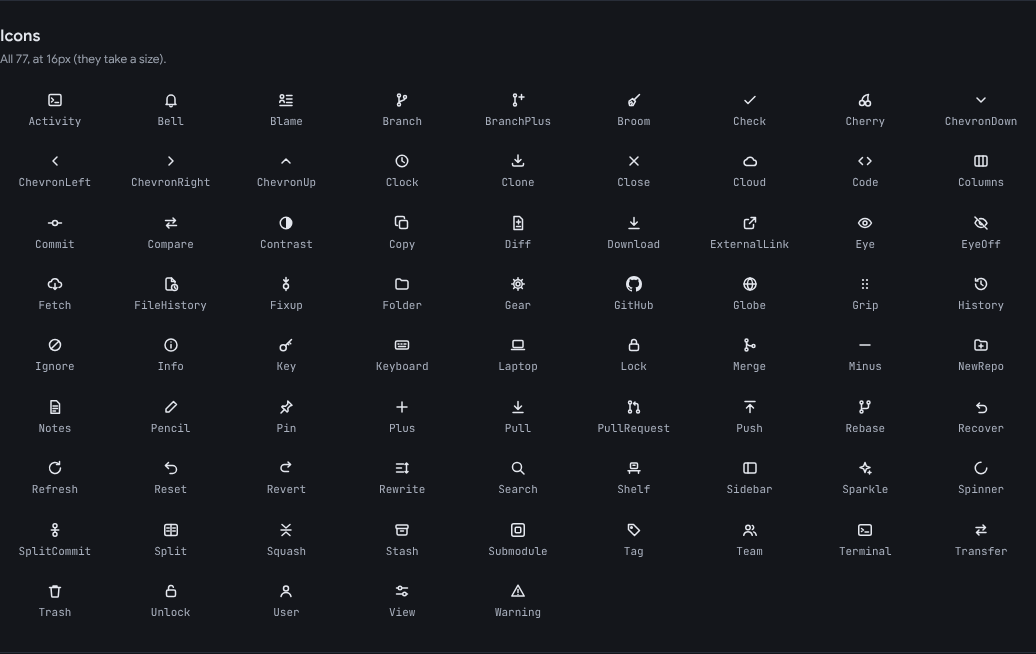 Icons
All 77, at 16px (they take a size).
Activity Bell Blame Branch BranchPlus Broom Check Cherry ChevronDown
ChevronLeft ChevronRight ChevronUp Clock Clone Close Cloud Code Columns
Commit Compare Contrast Copy Diff Download ExternalLink Eye EyeOff
Fetch FileHistory Fixup Folder Gear GitHub Globe Grip History
Ignore Info Key Keyboard Laptop Lock Merge Minus NewRepo
Notes Pencil Pin Plus Pull PullRequest Push Rebase Recover
Refresh Reset Revert Rewrite Search Shelf Sidebar Sparkle Spinner
SplitCommit Split Squash Stash Submodule Tag Team Terminal Transfer
Trash Unlock User View Warning